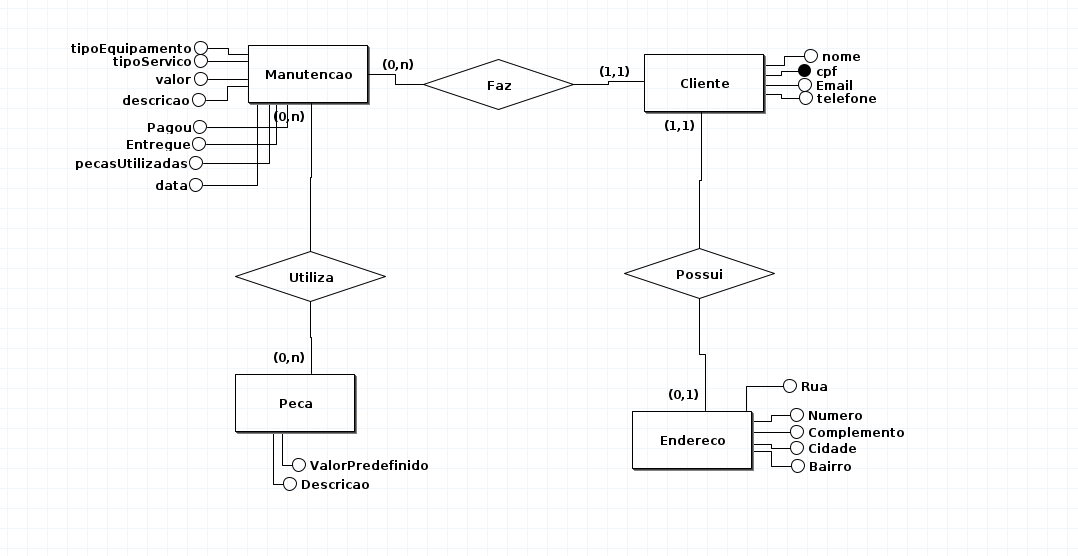 tipoEquipamento
tipoServico
valor
descricao
Pagou
Entregue
pecasUtilizadas
data
Manutencao
(0,n)
(0,n)
Faz
(1,1)
Cliente
nome
cpf
Email
telefone
(1,1)
Utiliza
Possui
(0,n)
Peca
ValorPredefinido
Descricao
(0,1)
Endereco
Rua
Numero
Complemento
Cidade
Bairro